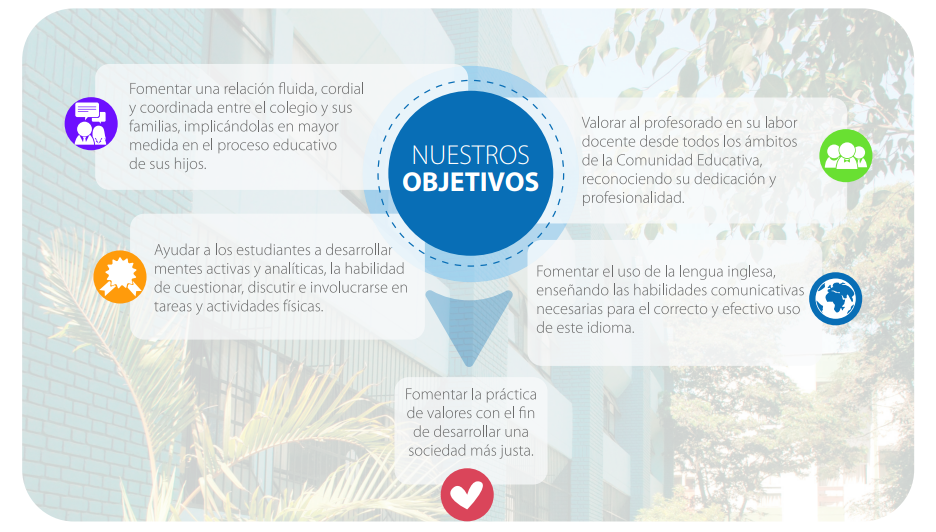 NUESTROS
OBJETIVOS
Fomentar una relación fluida, cordial
y coordinada entre el colegio y sus
familias, implicándolas en mayor
medida en el proceso educativo
de sus hijos.
Valorar al profesorado en su labor
docente desde todos los ámbitos
de la Comunidad Educativa,
reconociendo su dedicación y
profesionalidad.
Ayudar a los estudiantes a desarrollar
mentes activas y analíticas, la habilidad
de cuestionar, discutir e involucrarse en
tareas y actividades físicas.
Fomentar el uso de la lengua inglesa,
enseñando las habilidades comunicativas
necesarias para el correcto y efectivo uso
de este idioma.
Fomentar la práctica
de valores con el fin
de desarrollar una
sociedad más justa.